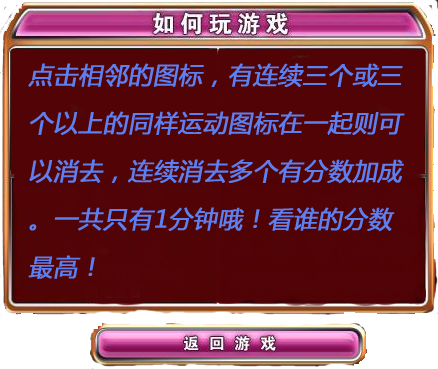 如何玩游戏
点击相邻的图标，有连续三个或三
个以上的同样运动图标在一起则可
以消去，连续消去多个有分数加成
。一共只有1分钟哦！看谁的分数
最高！
返回游戏